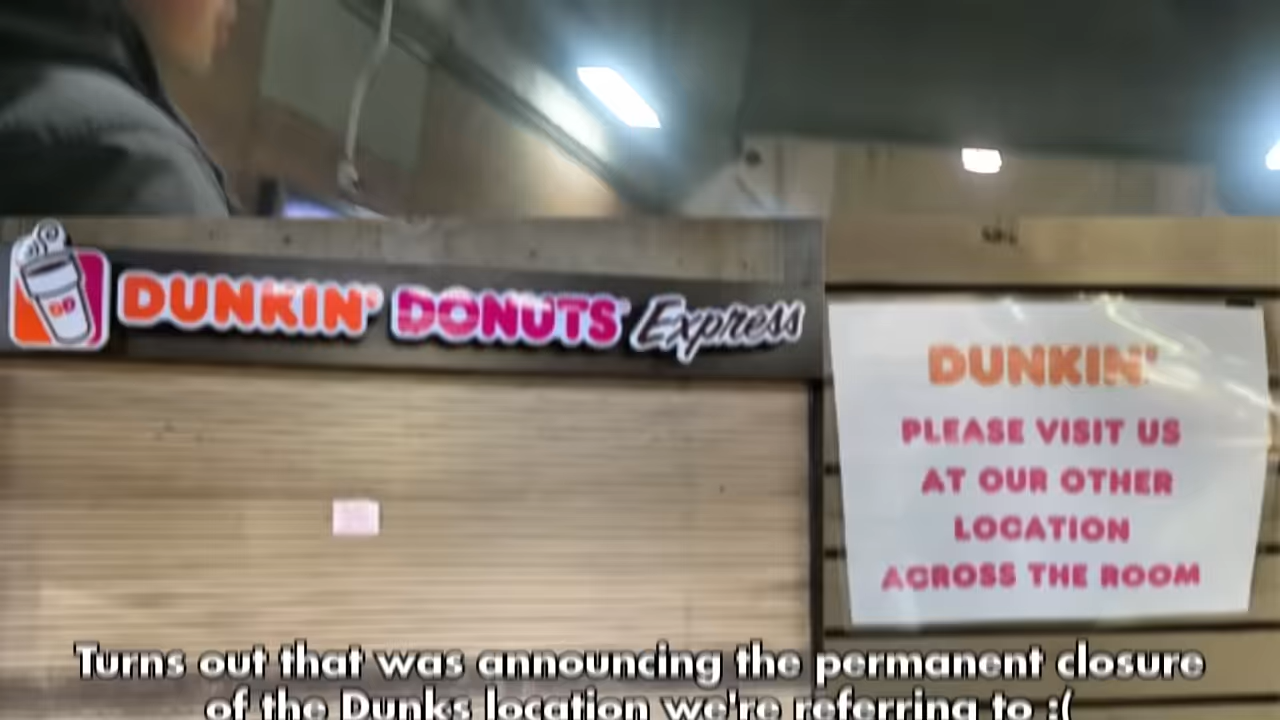 DUNKIN' DONUTS Express
DUNKIN'
PLEASE VISIT US
AT OUR OTHER
LOCATION
ACROSS THE ROOM
Turns out that was announcing the permanent closure
of the Dunks location we're referring to :(